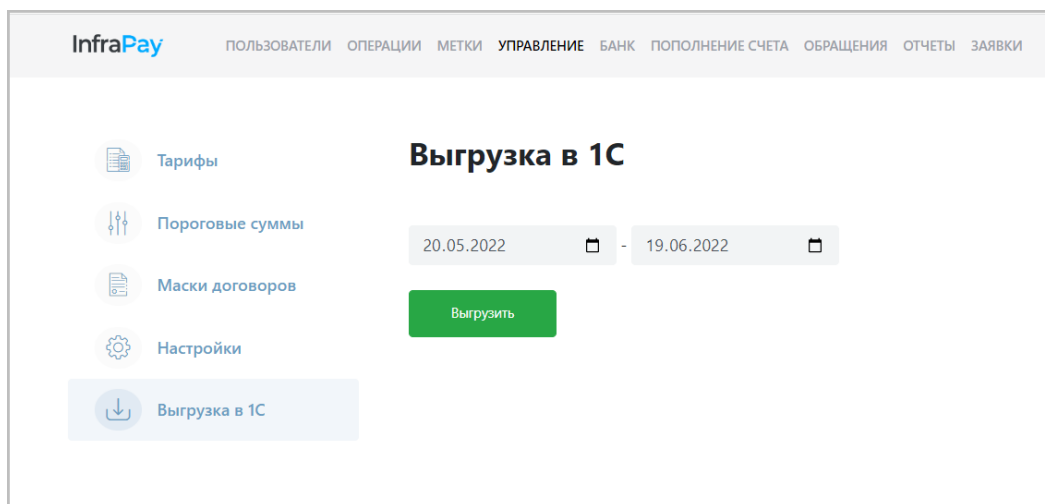 InfraPay ПОЛЬЗОВАТЕЛИ ОПЕРАЦИИ МЕТКИ УПРАВЛЕНИЕ БАНК ПОПОЛНЕНИЕ СЧЕТА ОБРАЩЕНИЯ ОТЧЕТЫ ЗАЯВКИ
Тарифы
Пороговые суммы
Маски договоров
Настройки
Выгрузка в 1С
Выгрузка в 1С
20.05.2022 - 19.06.2022
Выгрузить